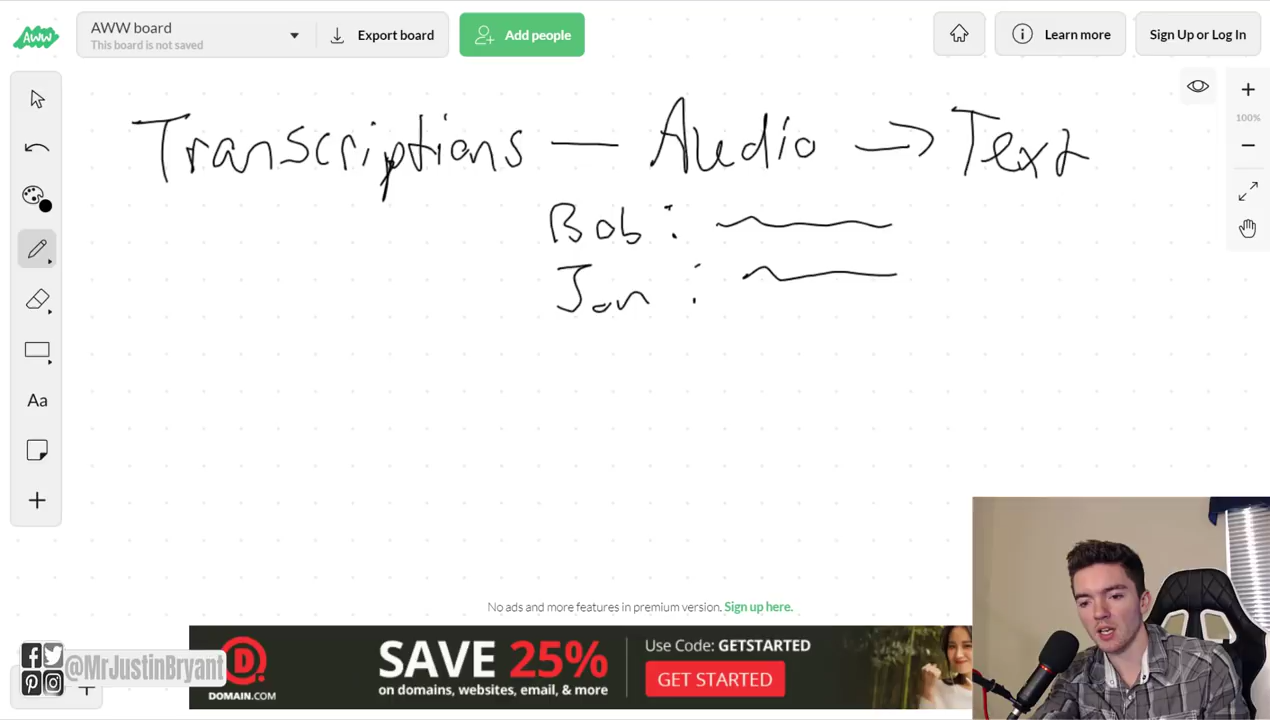 AWW
AWW board
This board is not saved
Export board
Add people
Learn more
Sign Up or Log In
100%
Transcriptions — Audio → Text
Bob :
Jon :
Aa
No ads and more features in premium version. Sign up here.
@MrJustinBryant
D
DOMAIN.COM
SAVE 25%
on domains, websites, email, & more
Use Code: GETSTARTED
GET STARTED